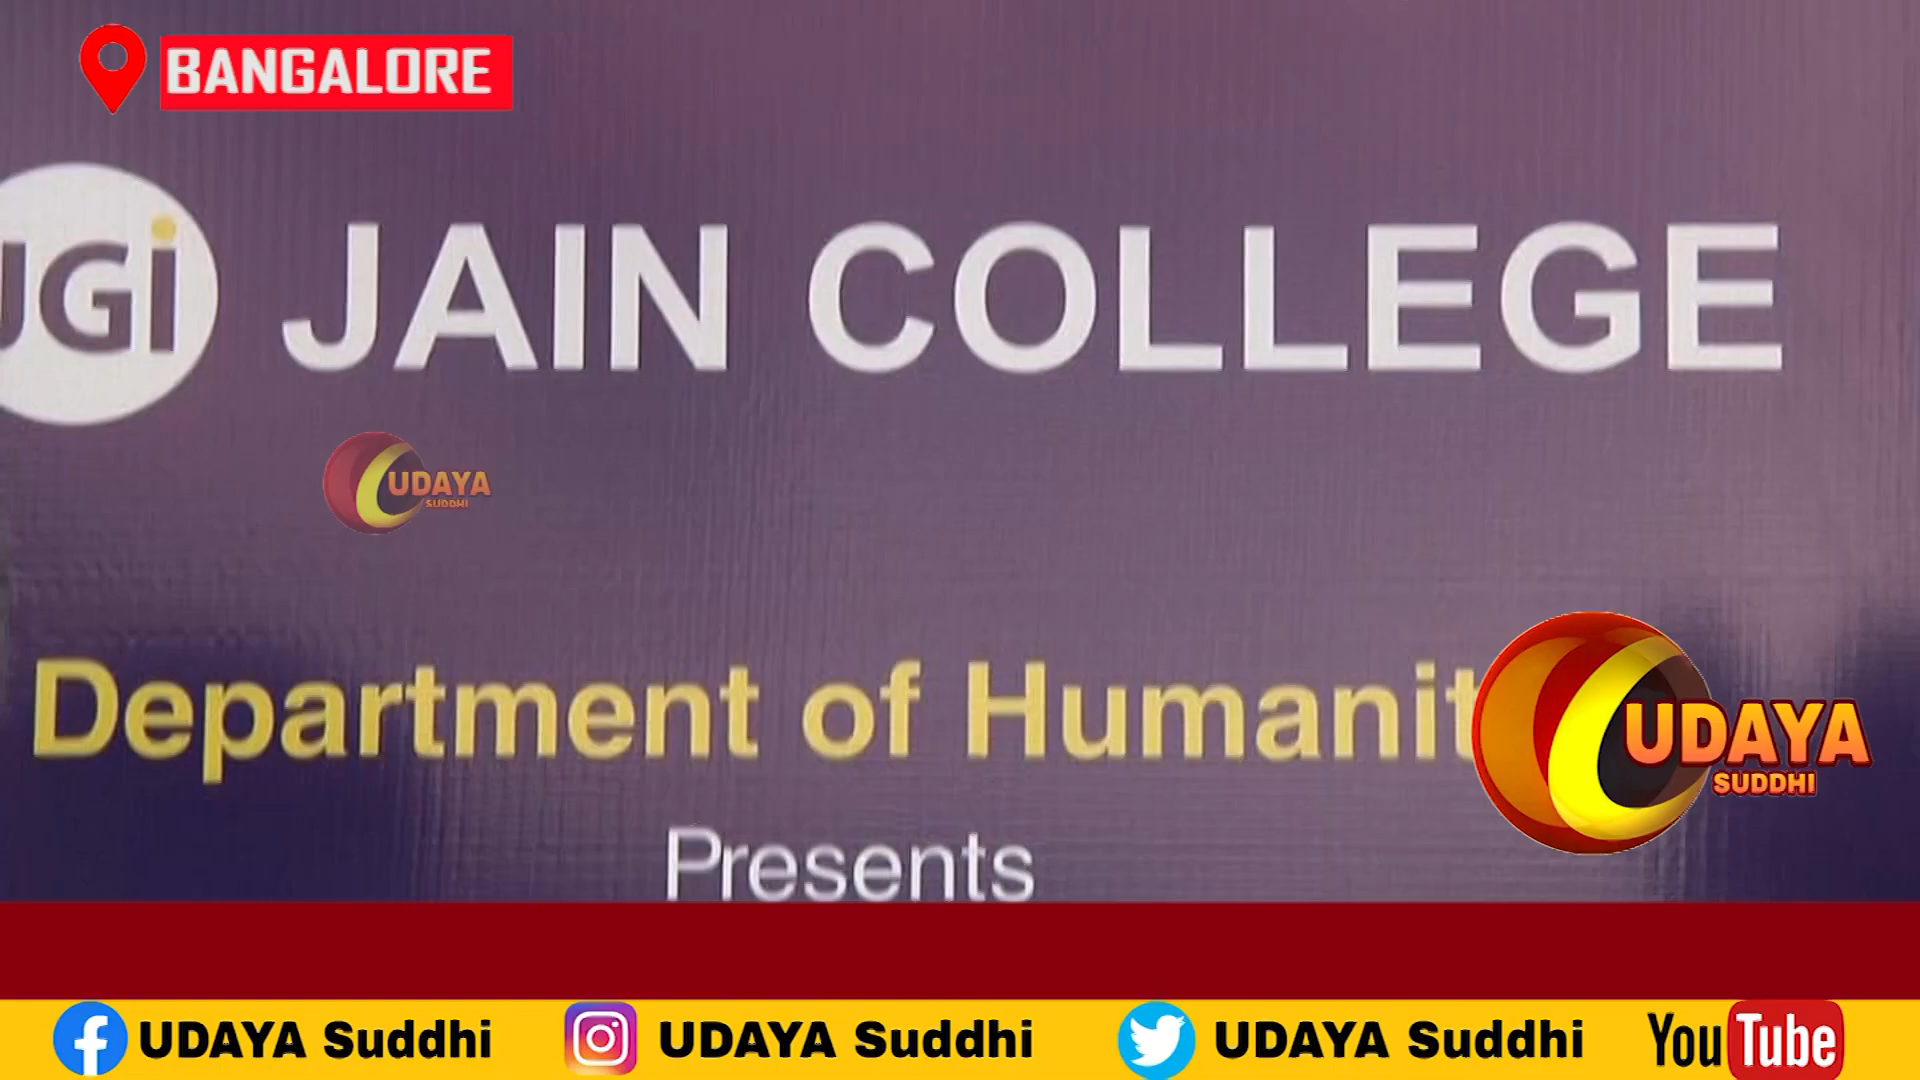 BANGALORE
JGi JAIN COLLEGE
UDAYA
SUDDHI
Department of Humanit
UDAYA
SUDDHI
Presents
UDAYA Suddhi UDAYA Suddhi UDAYA Suddhi YouTube